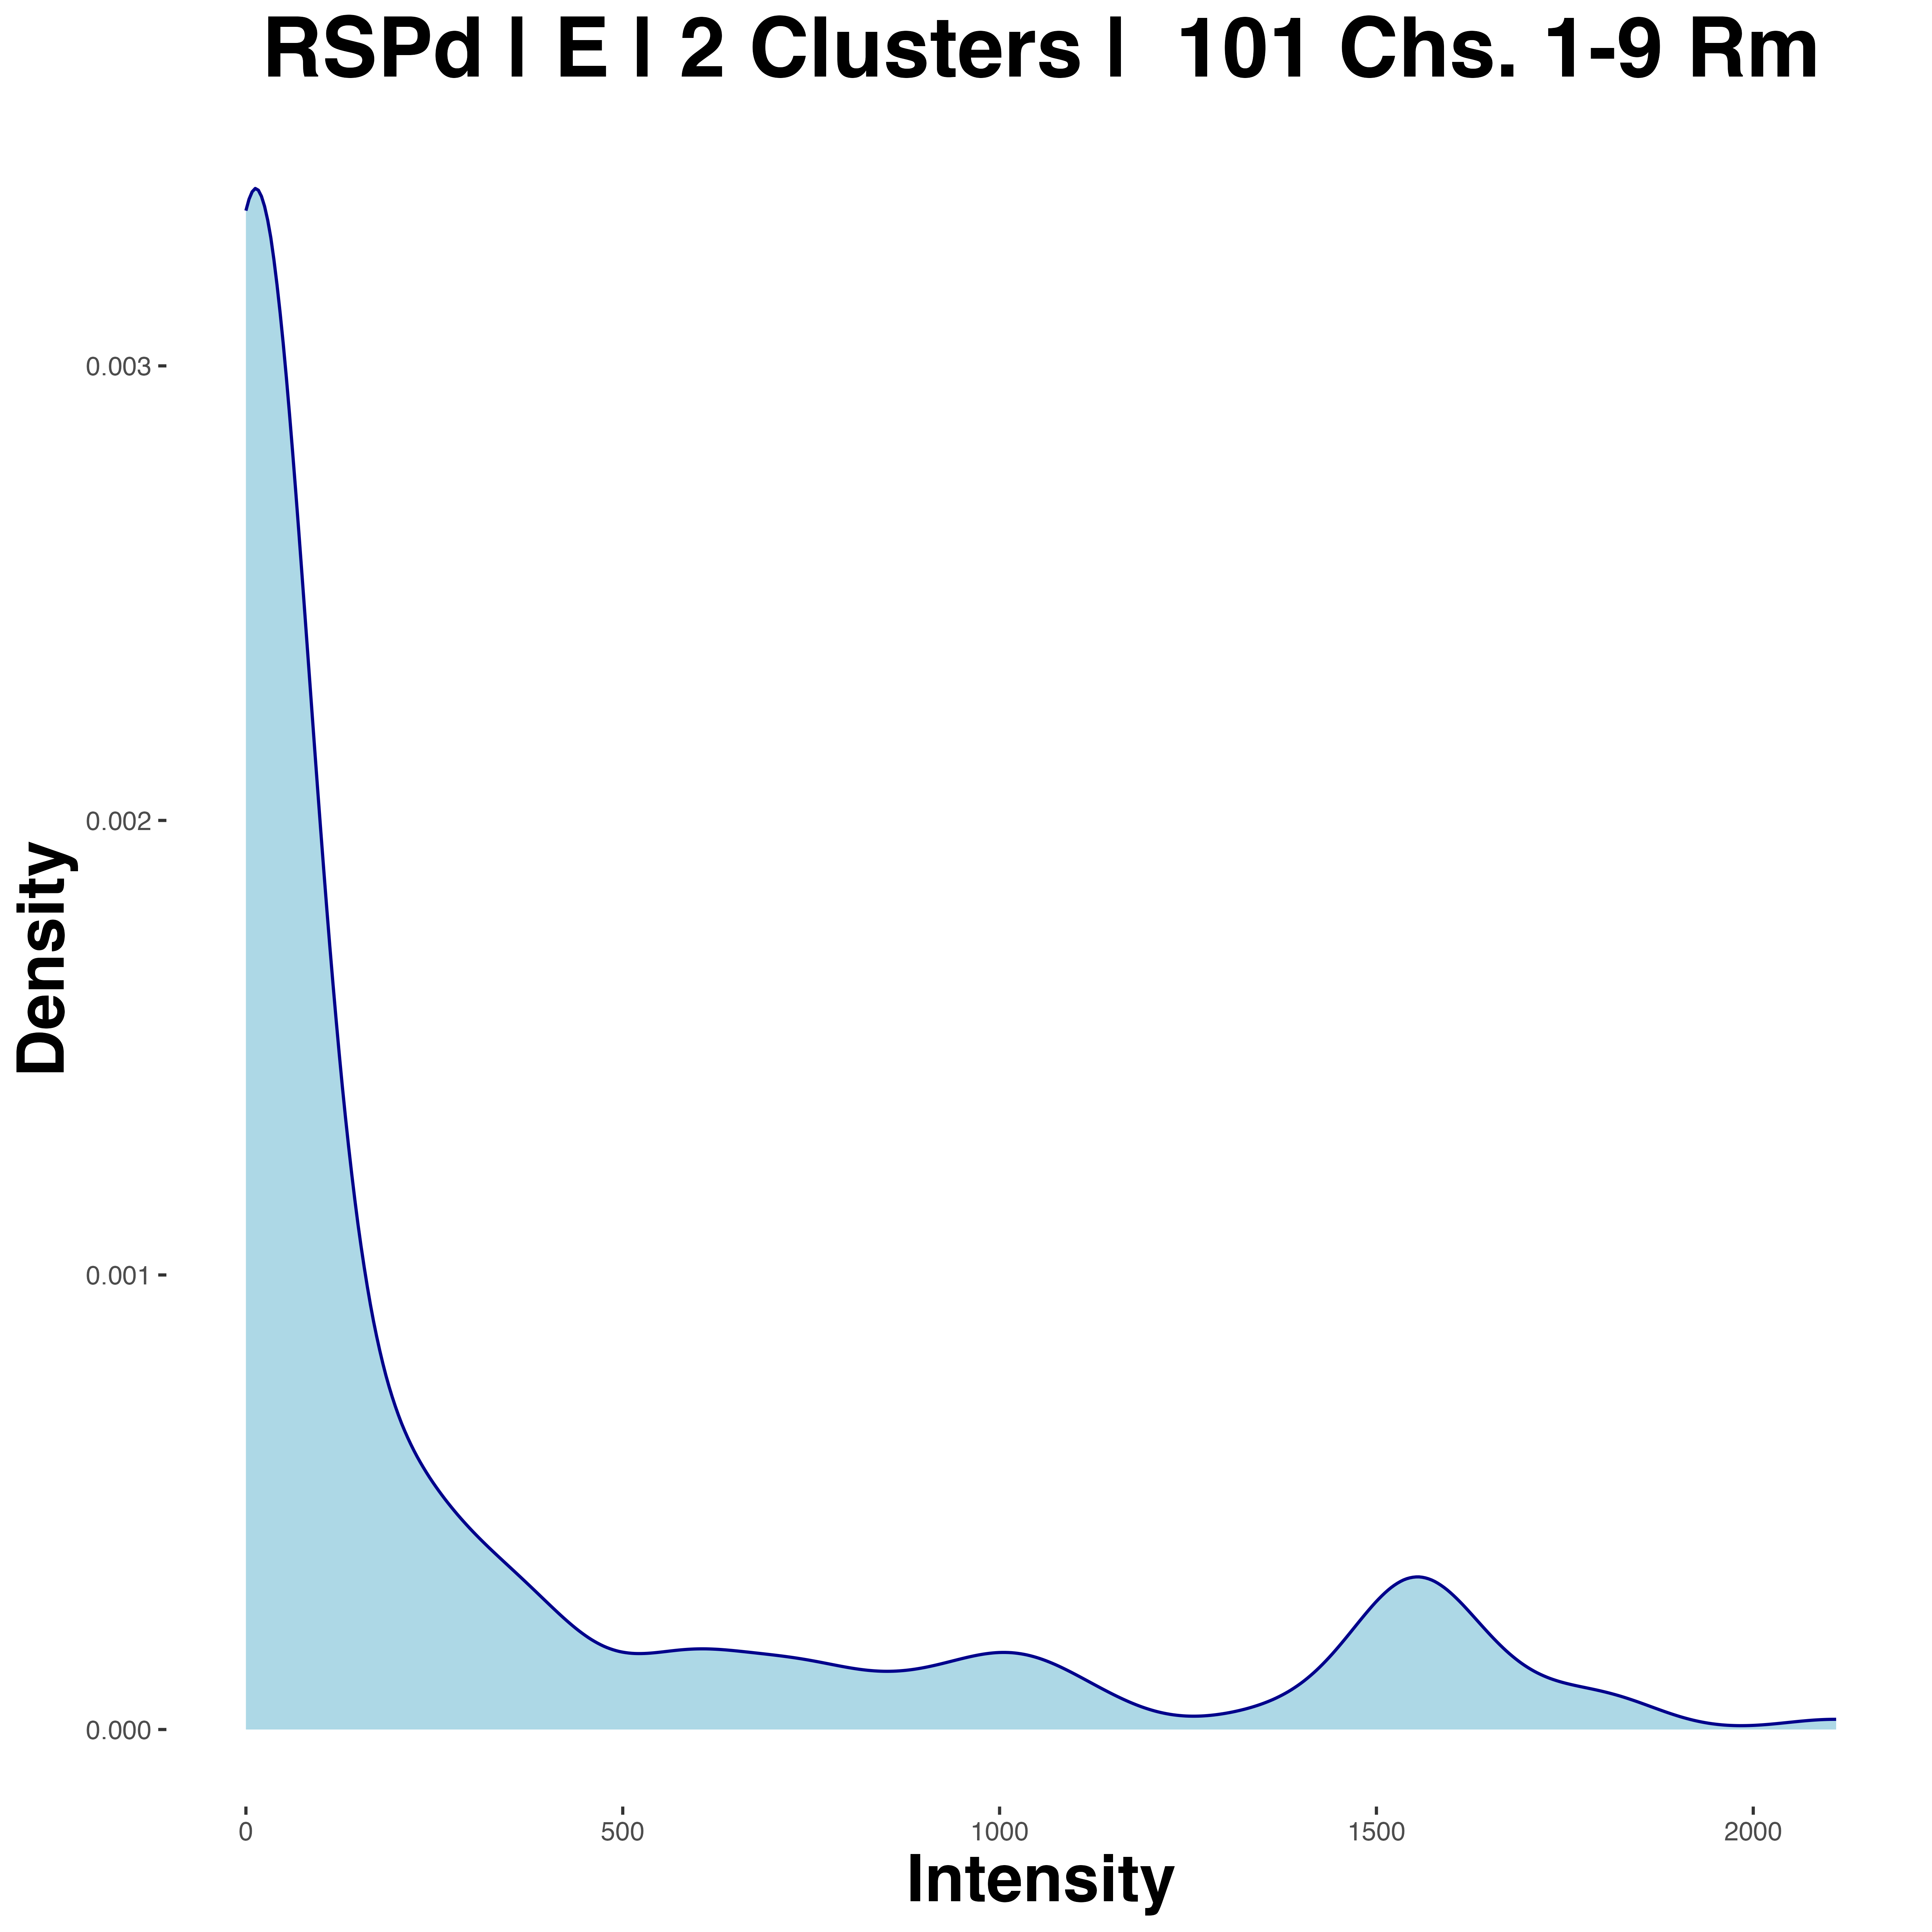 RSPd | E | 2 Clusters |  101 Chs. 1-9 Rm
Density
0.003
0.002
0.001
0.000
0 500 1000 1500 2000
Intensity